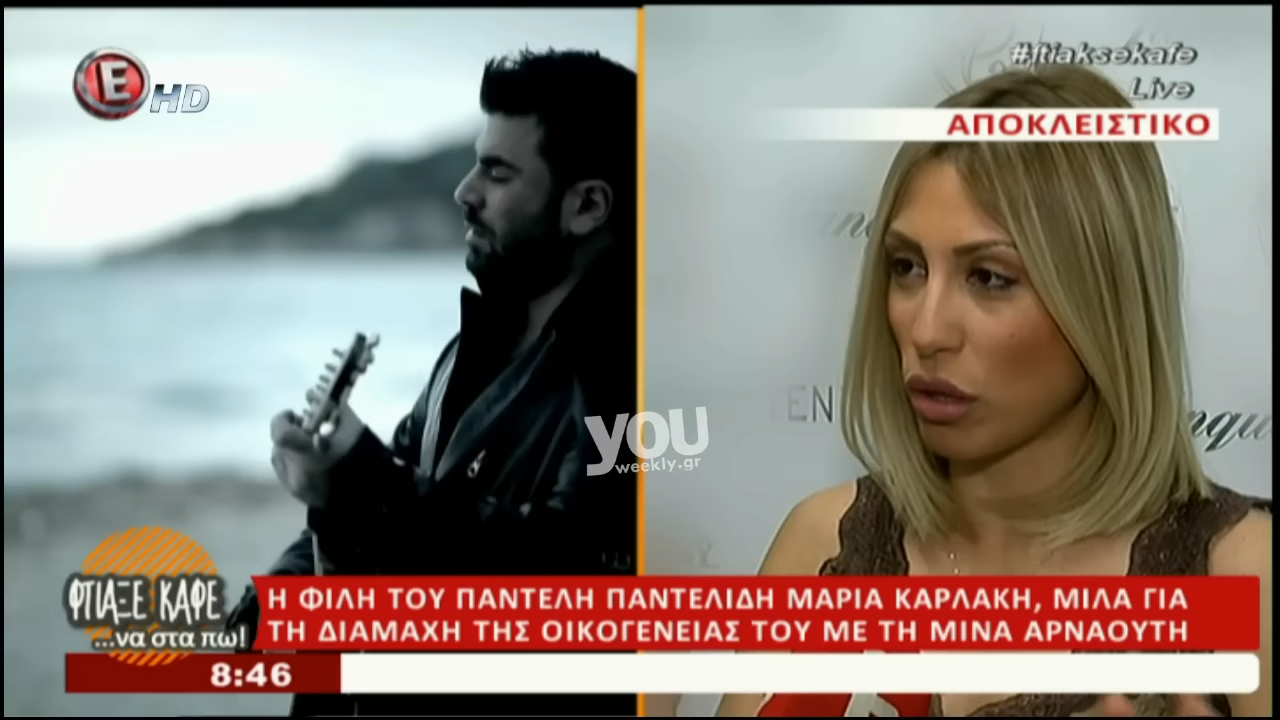 E HD
#ftiaksekafe
Live
ΑΠΟΚΛΕΙΣΤΙΚΟ
EN
you
weekly.gr
ΦΤΙΑΞΕ ΚΑΦΕ
...να στα πω!
Η ΦΙΛΗ ΤΟΥ ΠΑΝΤΕΛΗ ΠΑΝΤΕΛΙΔΗ ΜΑΡΙΑ ΚΑΡΛΑΚΗ, ΜΙΛΑ ΓΙΑ
ΤΗ ΔΙΑΜΑΧΗ ΤΗΣ ΟΙΚΟΓΕΝΕΙΑΣ ΤΟΥ ΜΕ ΤΗ ΜΙΝΑ ΑΡΝΑΟΥΤΗ
8:46